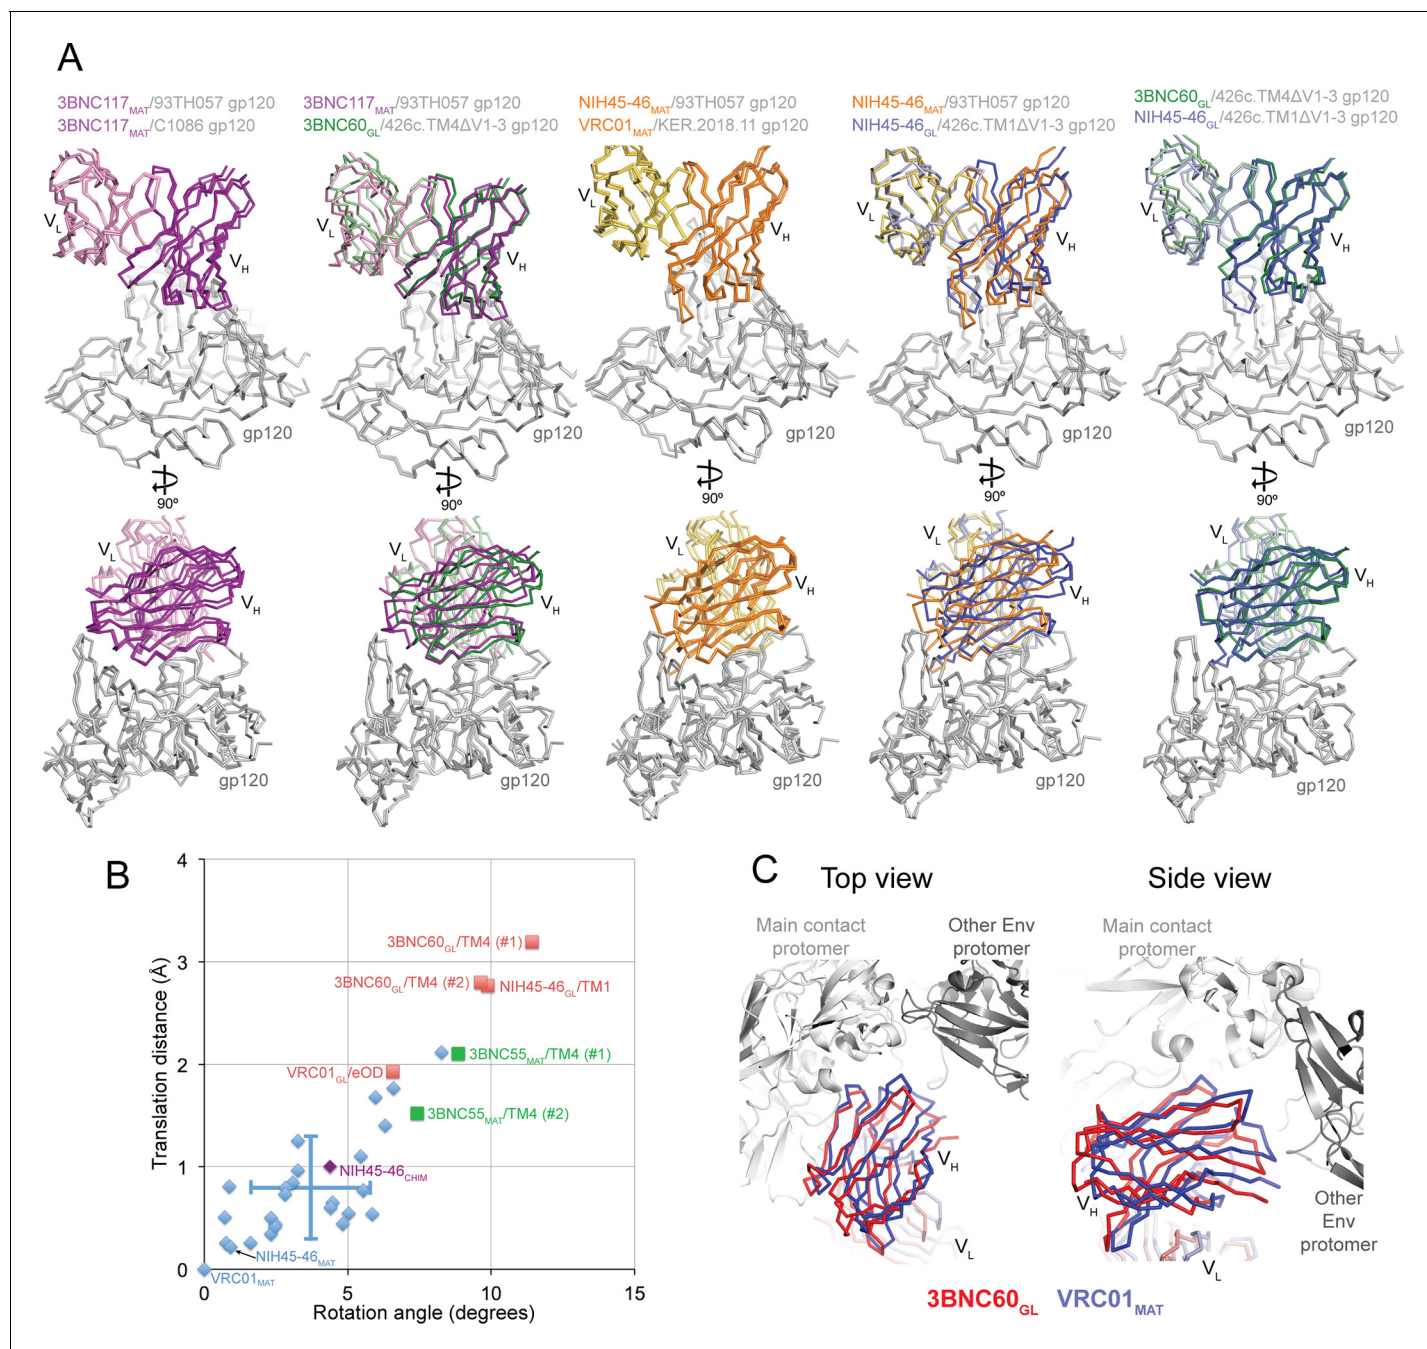 A
3BNC117MAT/93TH057 gp120
3BNC117MAT/C1086 gp120
3BNC117MAT/93TH057 gp120
3BNC60GL/426c.TM4ΔV1-3 gp120
NIH45-46MAT/93TH057 gp120
VRC01MAT/KER.2018.11 gp120
NIH45-46MAT/93TH057 gp120
NIH45-46GL/426c.TM1ΔV1-3 gp120
3BNC60GL/426c.TM4ΔV1-3 gp120
NIH45-46GL/426c.TM1ΔV1-3 gp120
VL
VH
gp120
90º
VL
VH
gp120
90º
VL
VH
gp120
90º
VL
VH
gp120
90º
VL
VH
gp120
90º
VL
VH
gp120
VL
VH
gp120
VL
VH
gp120
VL
VH
gp120
VL
VH
gp120
B
Translation distance (Å)
4
3
2
1
0
0
5
10
15
Rotation angle (degrees)
3BNC60GL/TM4 (#1)
3BNC60GL/TM4 (#2)
NIH45-46GL/TM1
3BNC55MAT/TM4 (#1)
VRC01GL/eOD
3BNC55MAT/TM4 (#2)
NIH45-46CHIM
NIH45-46MAT
VRC01MAT
C
Top view
Side view
Main contact
protomer
Other Env
protomer
VH
VL
Main contact
protomer
VH
VL
Other
Env
protomer
3BNC60GL
VRC01MAT